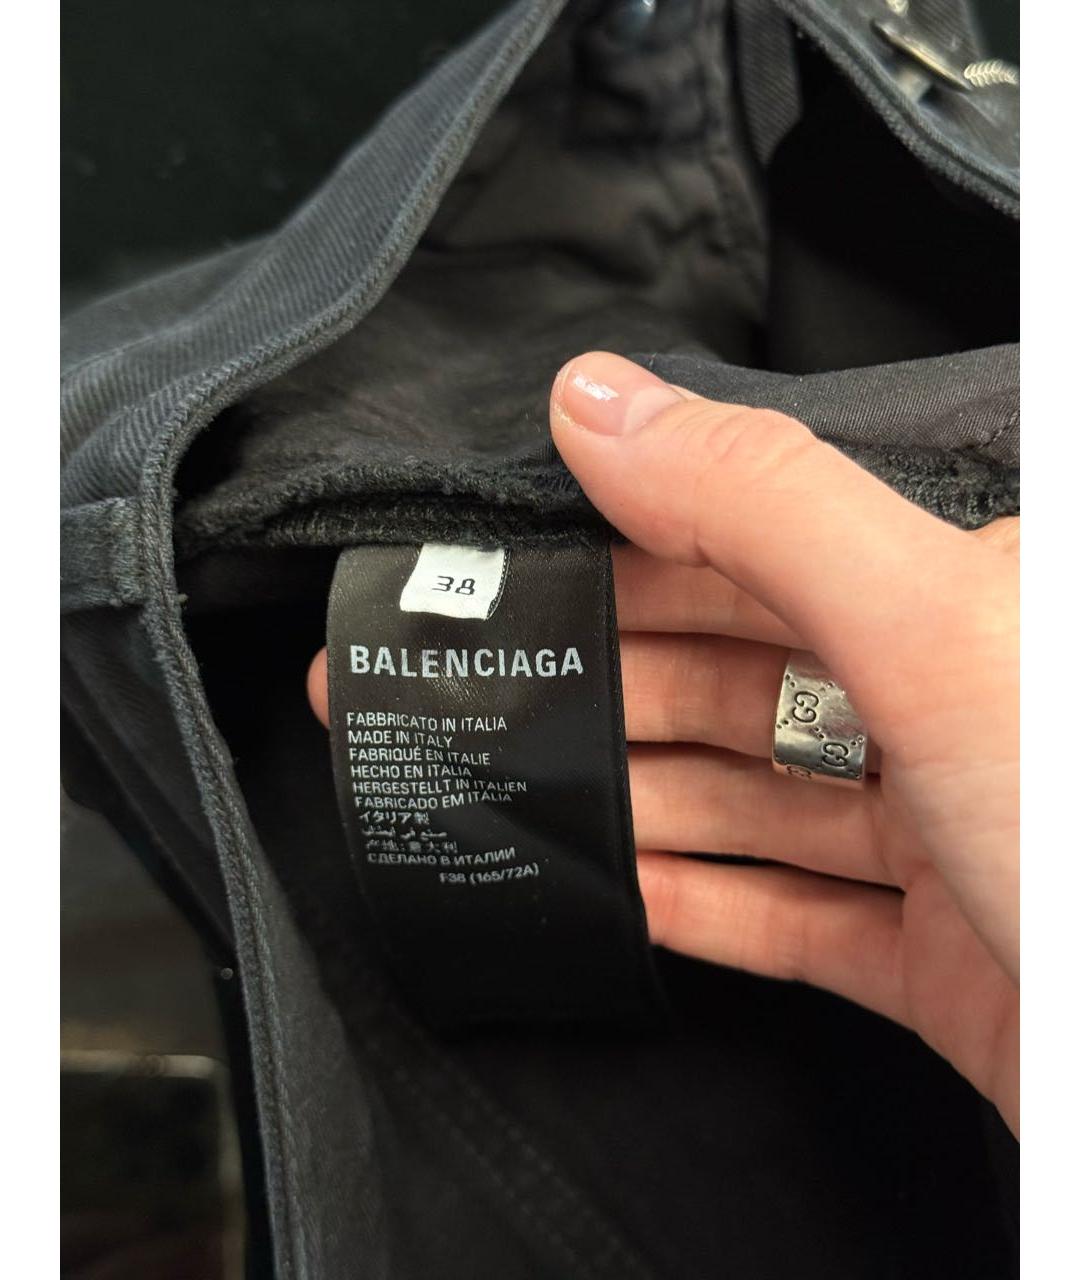 38
BALENCIAGA
FABBRICATO IN ITALIA
MADE IN ITALY
FABRIQUÉ EN ITALIE
HECHO EN ITALIA
HERGESTELLT IN ITALIEN
FABRICADO EM ITÁLIA
イタリア製
صنع في إيطاليا
产地：意大利
СДЕЛАНО В ИТАЛИИ
F38 (165/72A)